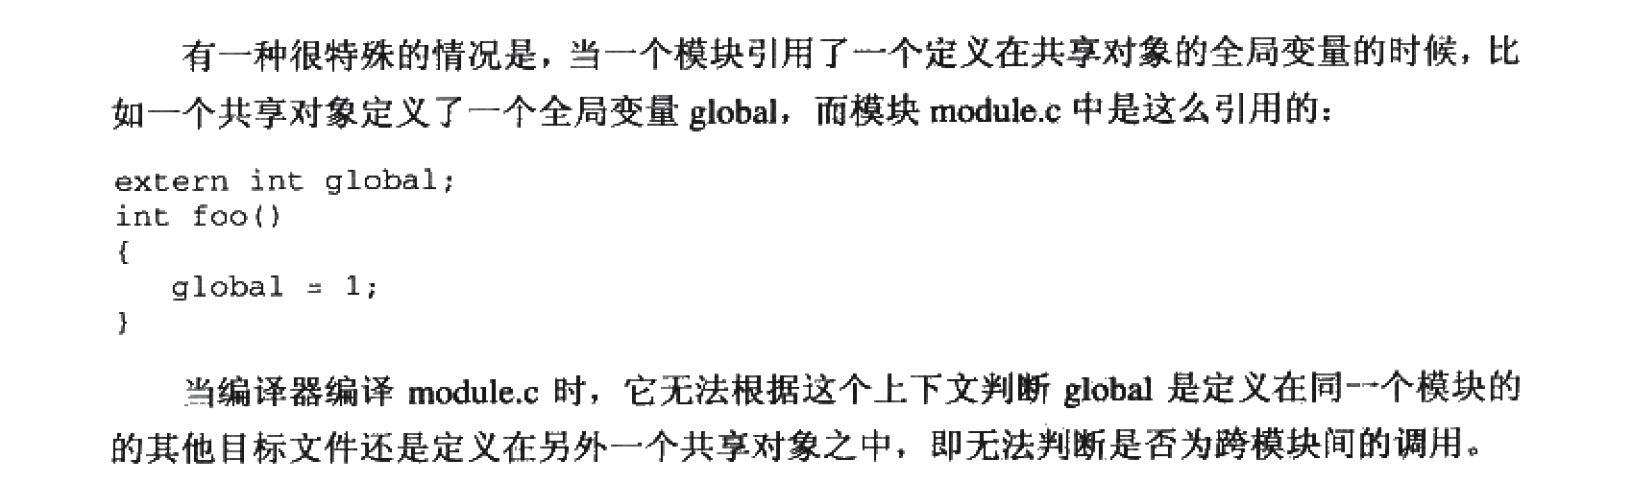 有一种很特殊的情况是，当一个模块引用了一个定义在共享对象的全局变量的时候，比
如一个共享对象定义了一个全局变量 global，而模块 module.c 中是这么引用的：
extern int global;
int foo()
{
    global = 1;
}
当编译器编译 module.c 时，它无法根据这个上下文判断 global 是定义在同一个模块的
的其他目标文件还是定义在另外一个共享对象之中，即无法判断是否为跨模块间的调用。